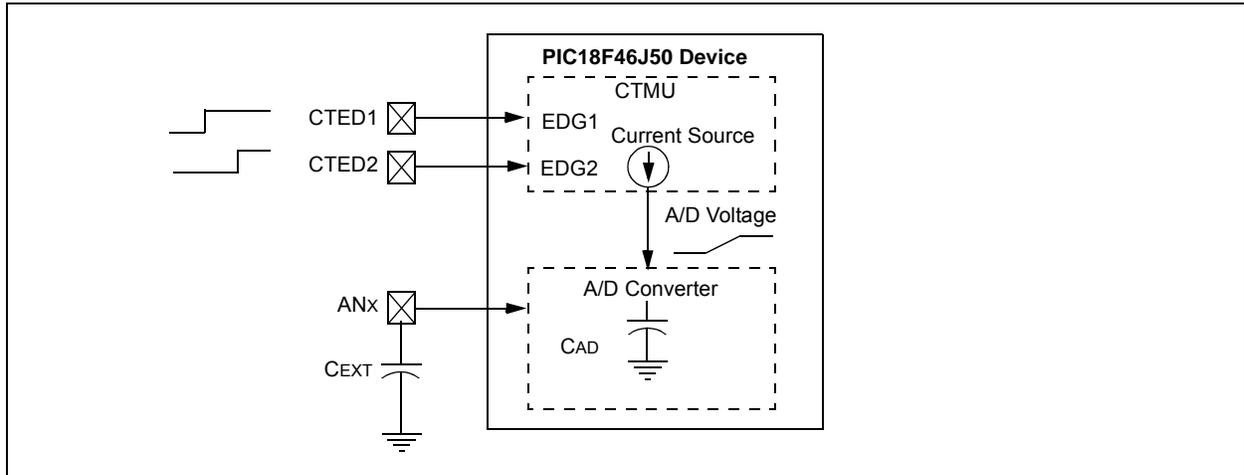 PIC18F46J50 Device
CTMU
CTED1
EDG1
Current Source
CTED2
EDG2
A/D Voltage
A/D Converter
ANX
CAD
CEXT